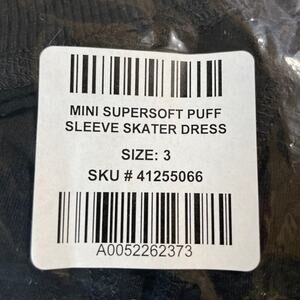 MINI SUPERSOFT PUFF
SLEEVE SKATER DRESS
SIZE: 3
SKU # 41255066
A0052262373